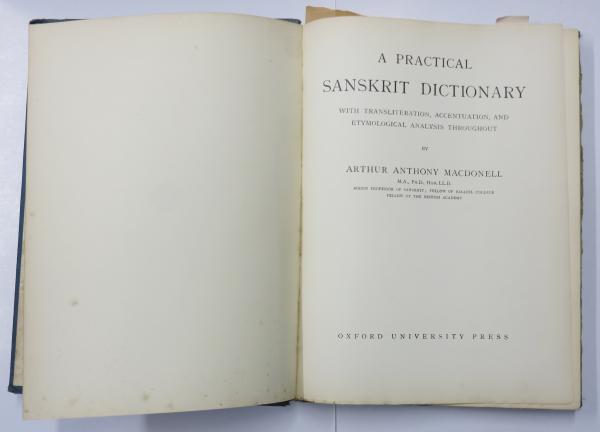 A PRACTICAL
SANSKRIT DICTIONARY
WITH TRANSLITERATION, ACCENTUATION, AND
ETYMOLOGICAL ANALYSIS THROUGHOUT
BY
ARTHUR ANTHONY MACDONELL
M.A., PH.D., HON. LL.D.
BODEN PROFESSOR OF SANSKRIT; FELLOW OF BALLIOL COLLEGE
FELLOW OF THE BRITISH ACADEMY
OXFORD UNIVERSITY PRESS